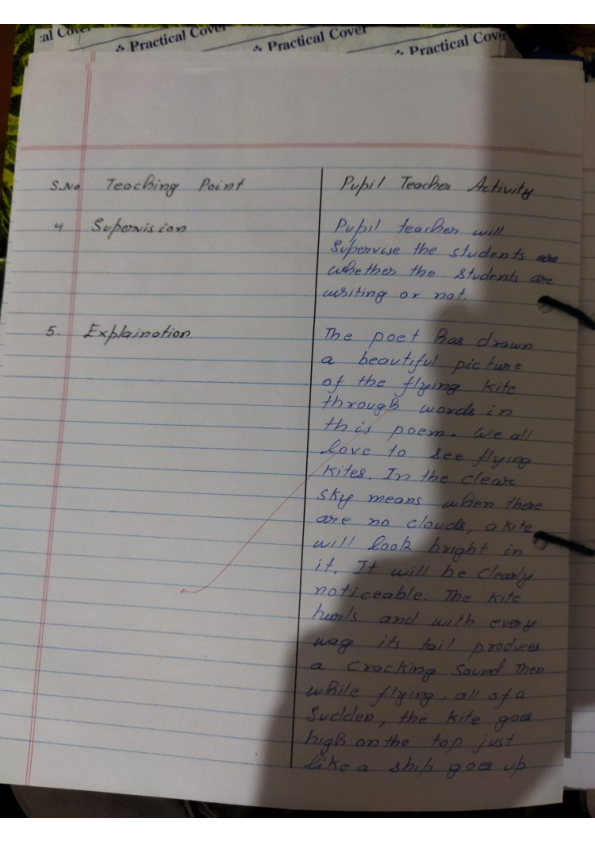 al Cover
Practical Cover
Practical Cover
Practical Cover
S.No Teaching Point Pupil Teacher Activity
4 Supervision Pupil teacher will
Supervise the students are
whether the students are
writing or not.
5. Explaination The poet has drawn
a beautiful picture
of the flying kite
through words in
this poem. We all
love to see flying
kites. In the clear
sky means when there
are no clouds, a kite
will look bright in
it. It will be clearly
noticeable. The kite
and with every
wag its tail produces
a cracking sound Then
while flying, all of a
Sudden, the kite goes
high on the top just
like a ship goes up